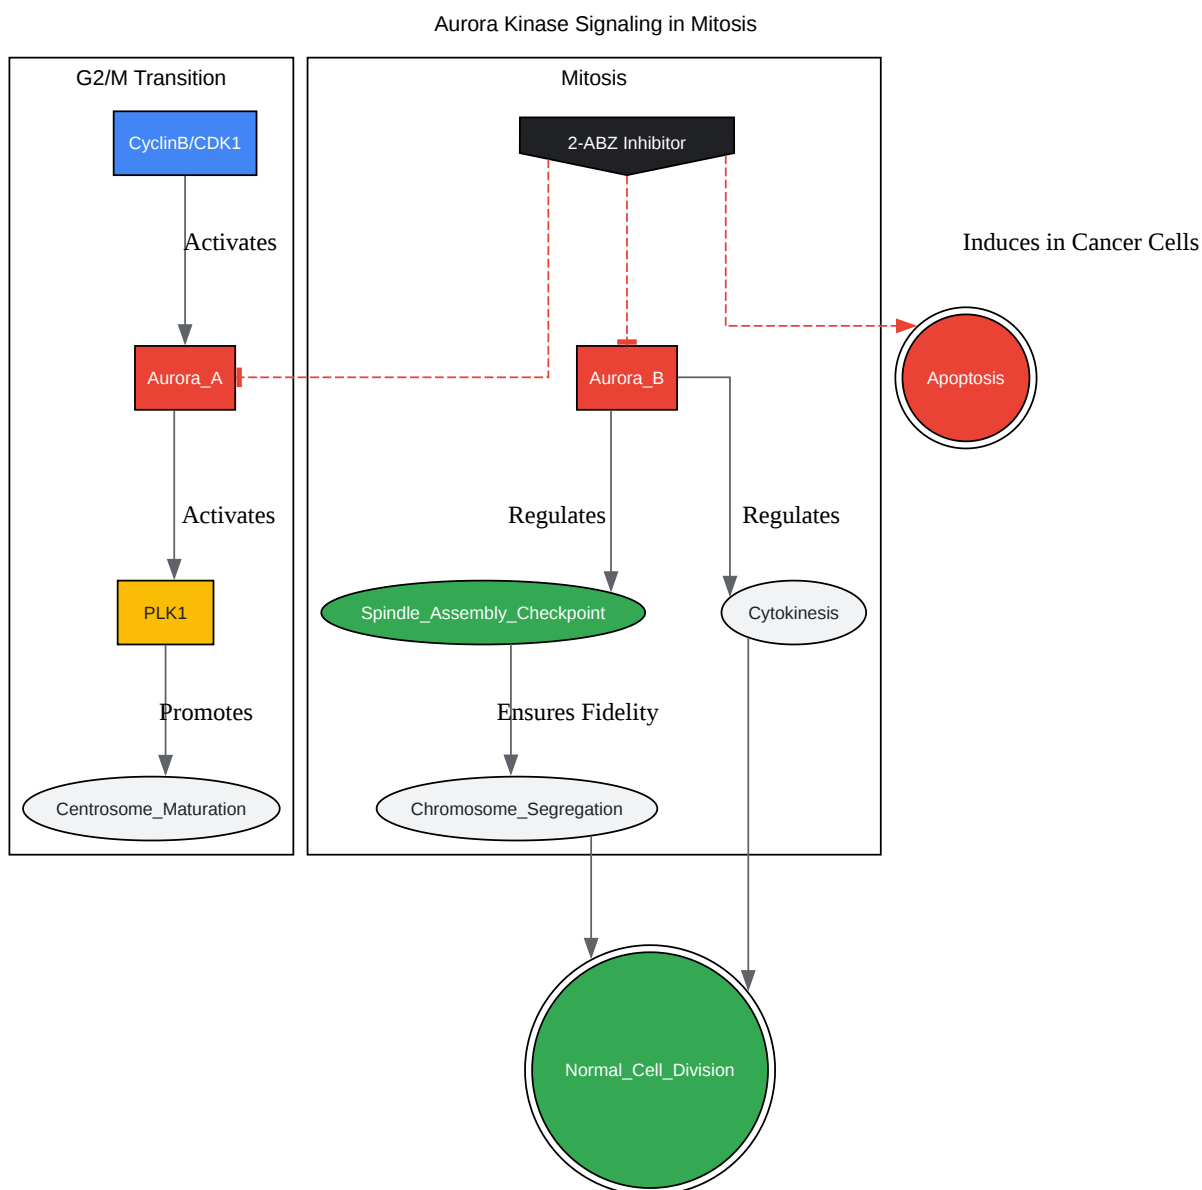 Aurora Kinase Signaling in Mitosis
G2/M Transition
Mitosis
CyclinB/CDK1
2-ABZ Inhibitor
Activates
Induces in Cancer Cells
Aurora_A
Aurora_B
Apoptosis
Activates
Regulates
Regulates
PLK1
Spindle_Assembly_Checkpoint
Cytokinesis
Promotes
Ensures Fidelity
Centrosome_Maturation
Chromosome_Segregation
Normal_Cell_Division